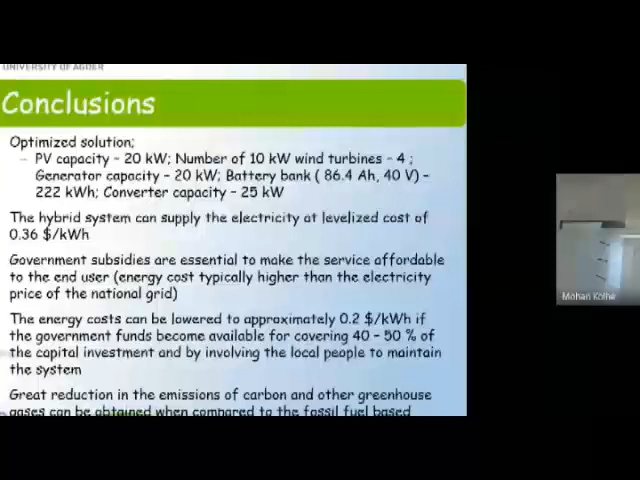 UNIVERSITY OF AGDER
Conclusions
Optimized solution;
– PV capacity – 20 kW; Number of 10 kW wind turbines – 4 ;
Generator capacity – 20 kW; Battery bank ( 86.4 Ah, 40 V) –
222 kWh; Converter capacity – 25 kW
The hybrid system can supply the electricity at levelized cost of
0.36 $/kWh
Government subsidies are essential to make the service affordable
to the end user (energy cost typically higher than the electricity
price of the national grid)
The energy costs can be lowered to approximately 0.2 $/kWh if
the government funds become available for covering 40 – 50 % of
the capital investment and by involving the local people to maintain
the system
Great reduction in the emissions of carbon and other greenhouse
gases can be obtained when compared to the fossil fuel based
Mohan Kolhe